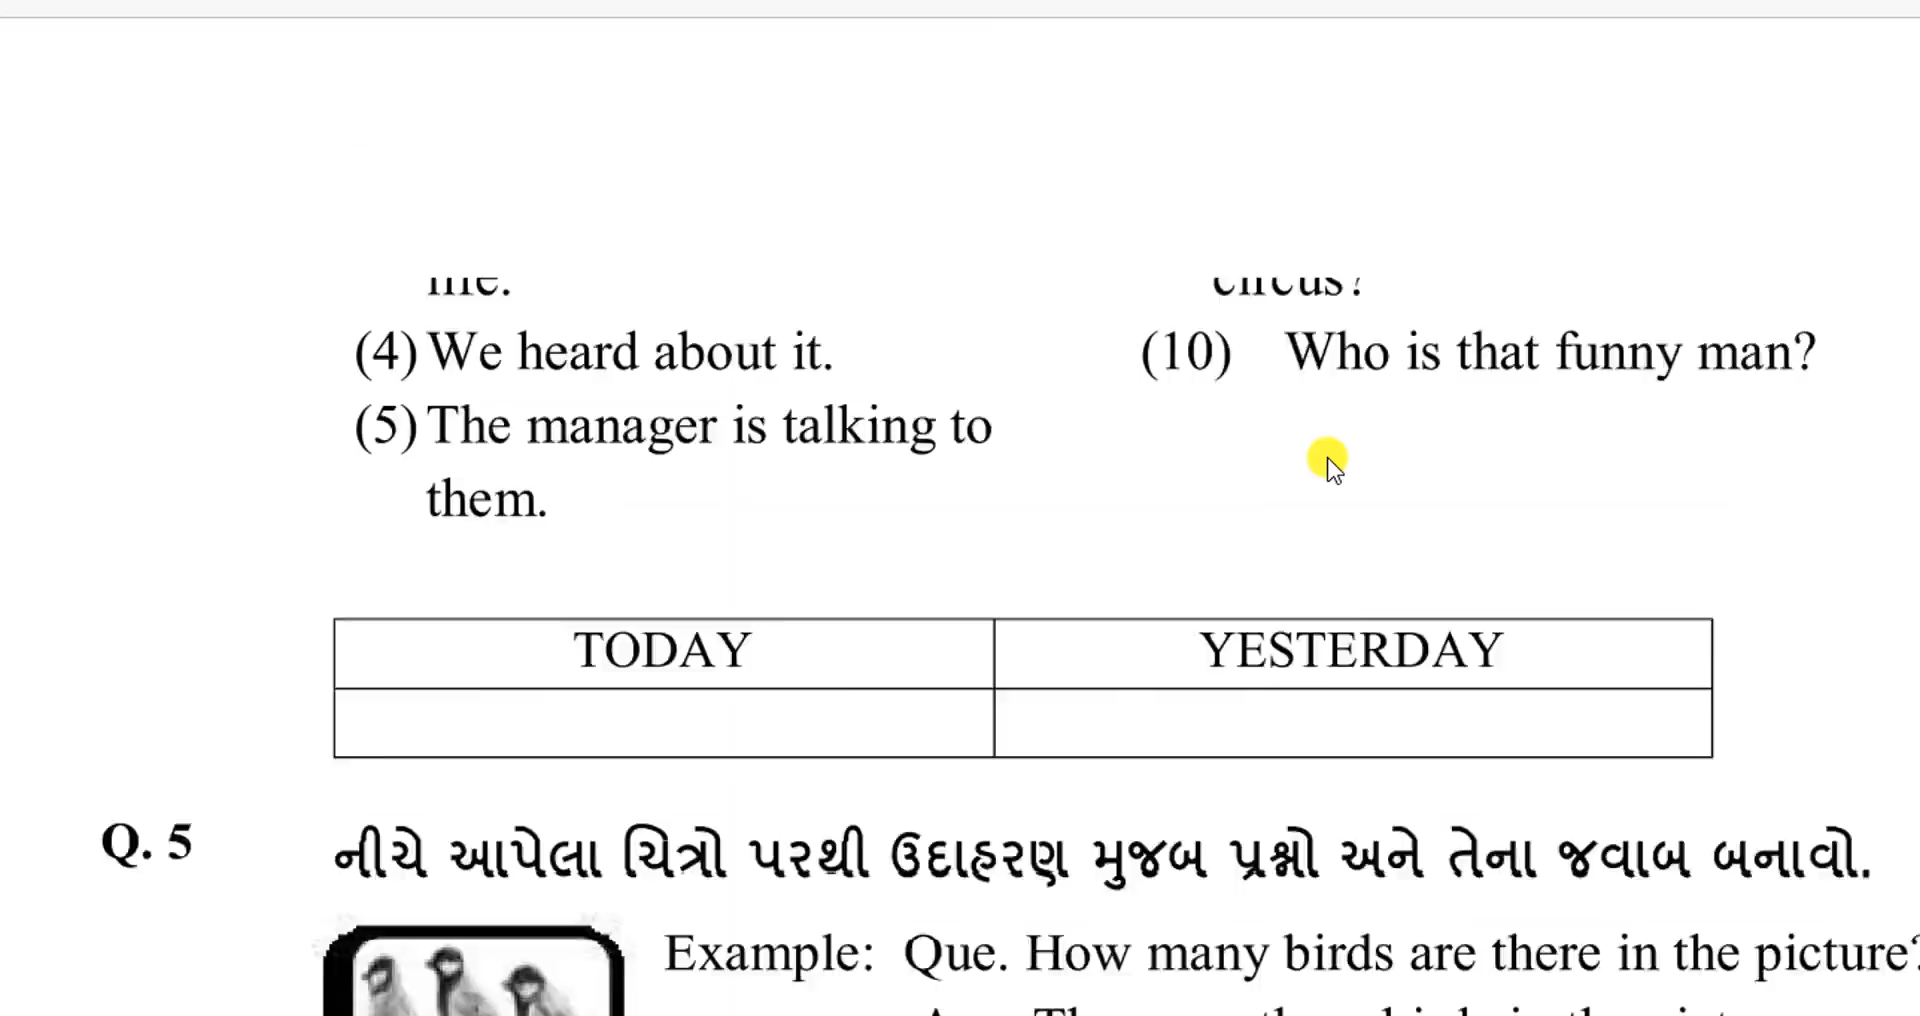 me. circus?
(4) We heard about it. (10) Who is that funny man?
(5) The manager is talking to
them.
TODAY YESTERDAY
Q. 5 નીચે આપેલા ચિત્રો પરથી ઉદાહરણ મુજબ પ્રશ્નો અને તેના જવાબ બનાવો.
Example: Que. How many birds are there in the picture?